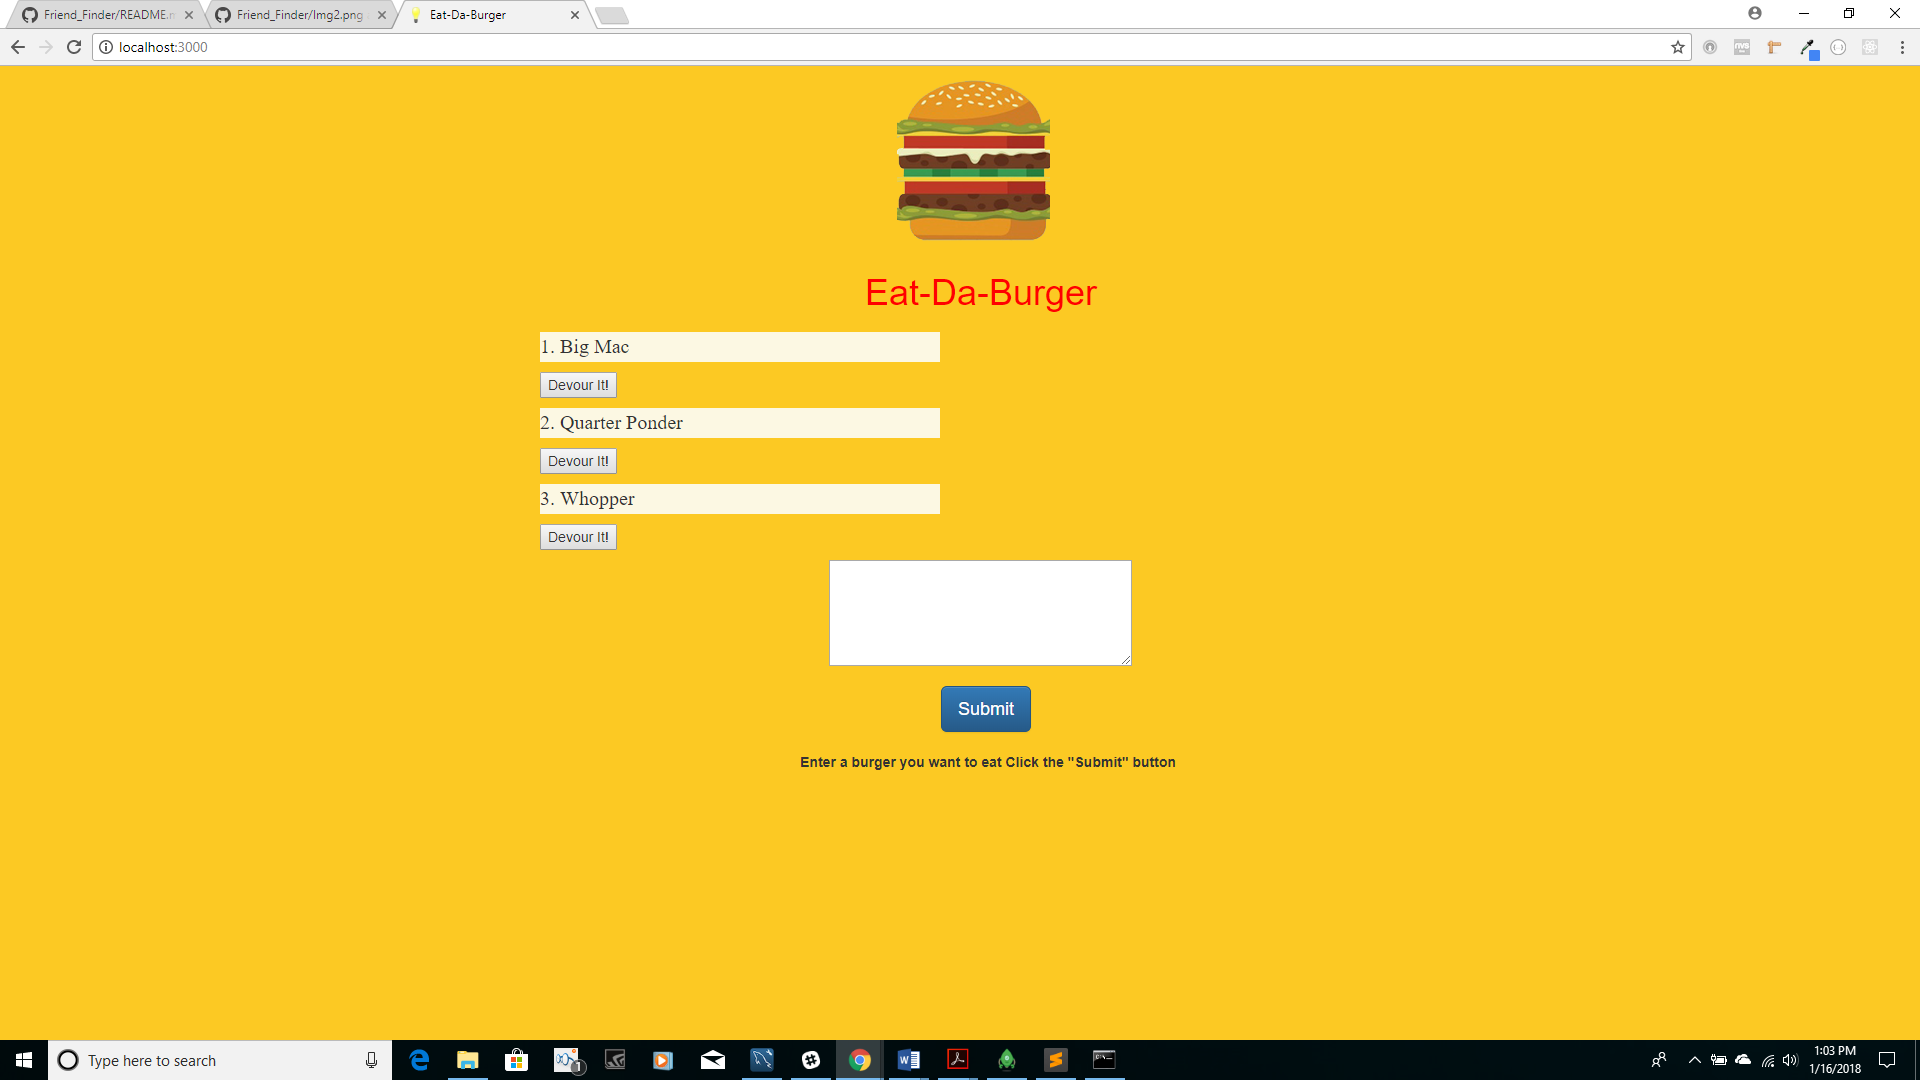 Friend_Finder/README.n
Friend_Finder/Img2.png
Eat-Da-Burger
localhost:3000
Eat-Da-Burger
1. Big Mac
Devour It!
2. Quarter Ponder
Devour It!
3. Whopper
Devour It!
Submit
Enter a burger you want to eat Click the "Submit" button
Type here to search
1
1:03 PM
1/16/2018